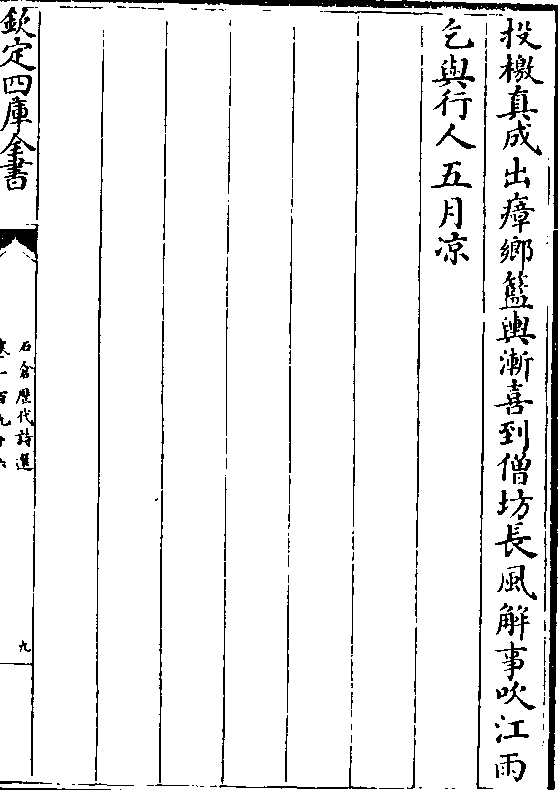 投檄真成出瘴鄉籃輿漸喜到僧坊長風解事吹江雨
乞與行人五月凉
欽定四庫全書
石倉歷代詩選
卷一百九十六
九